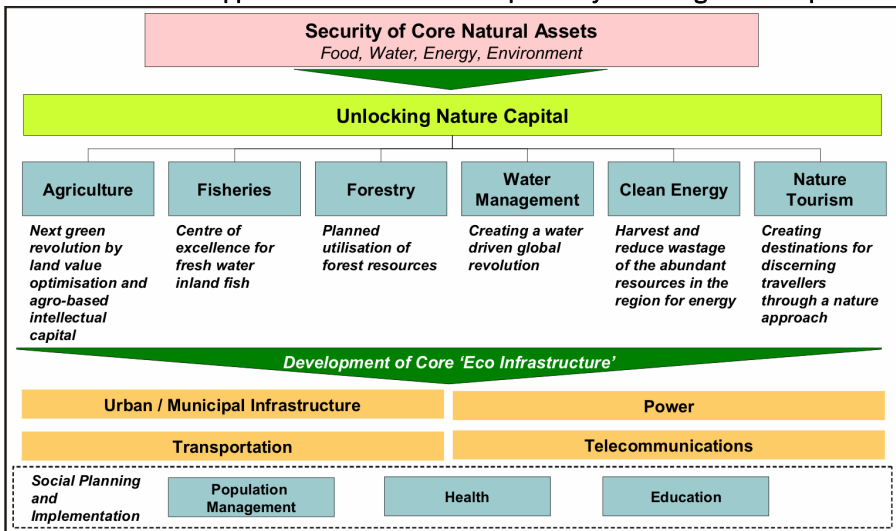 Security of Core Natural Assets
Food, Water, Energy, Environment
Unlocking Nature Capital
Agriculture
Fisheries
Forestry
Water
Management
Clean Energy
Nature
Tourism
Next green
revolution by
land value
optimisation and
agro-based
intellectual
capital
Centre of
excellence for
fresh water
inland fish
Planned
utilisation of
forest resources
Creating a water
driven global
revolution
Harvest and
reduce wastage
of the abundant
resources in the
region for energy
Creating
destinations for
discerning
travellers
through a nature
approach
Development of Core ‘Eco Infrastructure’
Urban / Municipal Infrastructure
Power
Transportation
Telecommunications
Social Planning
and
Implementation
Population
Management
Health
Education